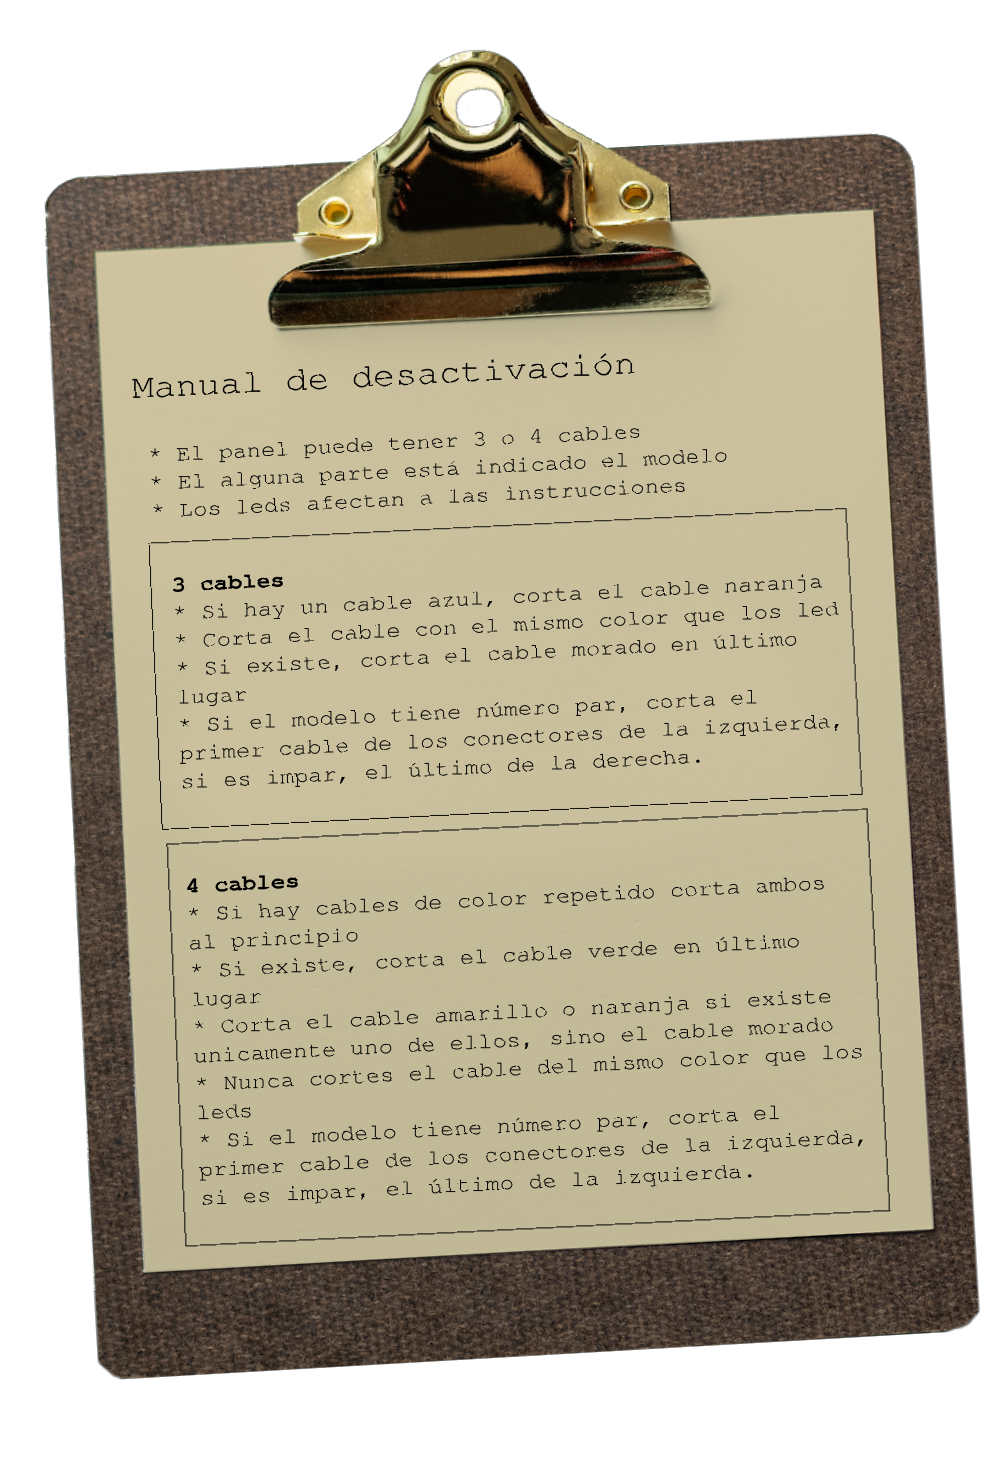 Manual de desactivación
* El panel puede tener 3 o 4 cables
* El alguna parte está indicado el modelo
* Los leds afectan a las instrucciones
3 cables
* Si hay un cable azul, corta el cable naranja
* Corta el cable con el mismo color que los led
* Si existe, corta el cable morado en último
lugar
* Si el modelo tiene número par, corta el
primer cable de los conectores de la izquierda,
si es impar, el último de la derecha.
4 cables
* Si hay cables de color repetido corta ambos
al principio
* Si existe, corta el cable verde en último
lugar
* Corta el cable amarillo o naranja si existe
unicamente uno de ellos, sino el cable morado
* Nunca cortes el cable del mismo color que los
leds
* Si el modelo tiene número par, corta el
primer cable de los conectores de la izquierda,
si es impar, el último de la izquierda.